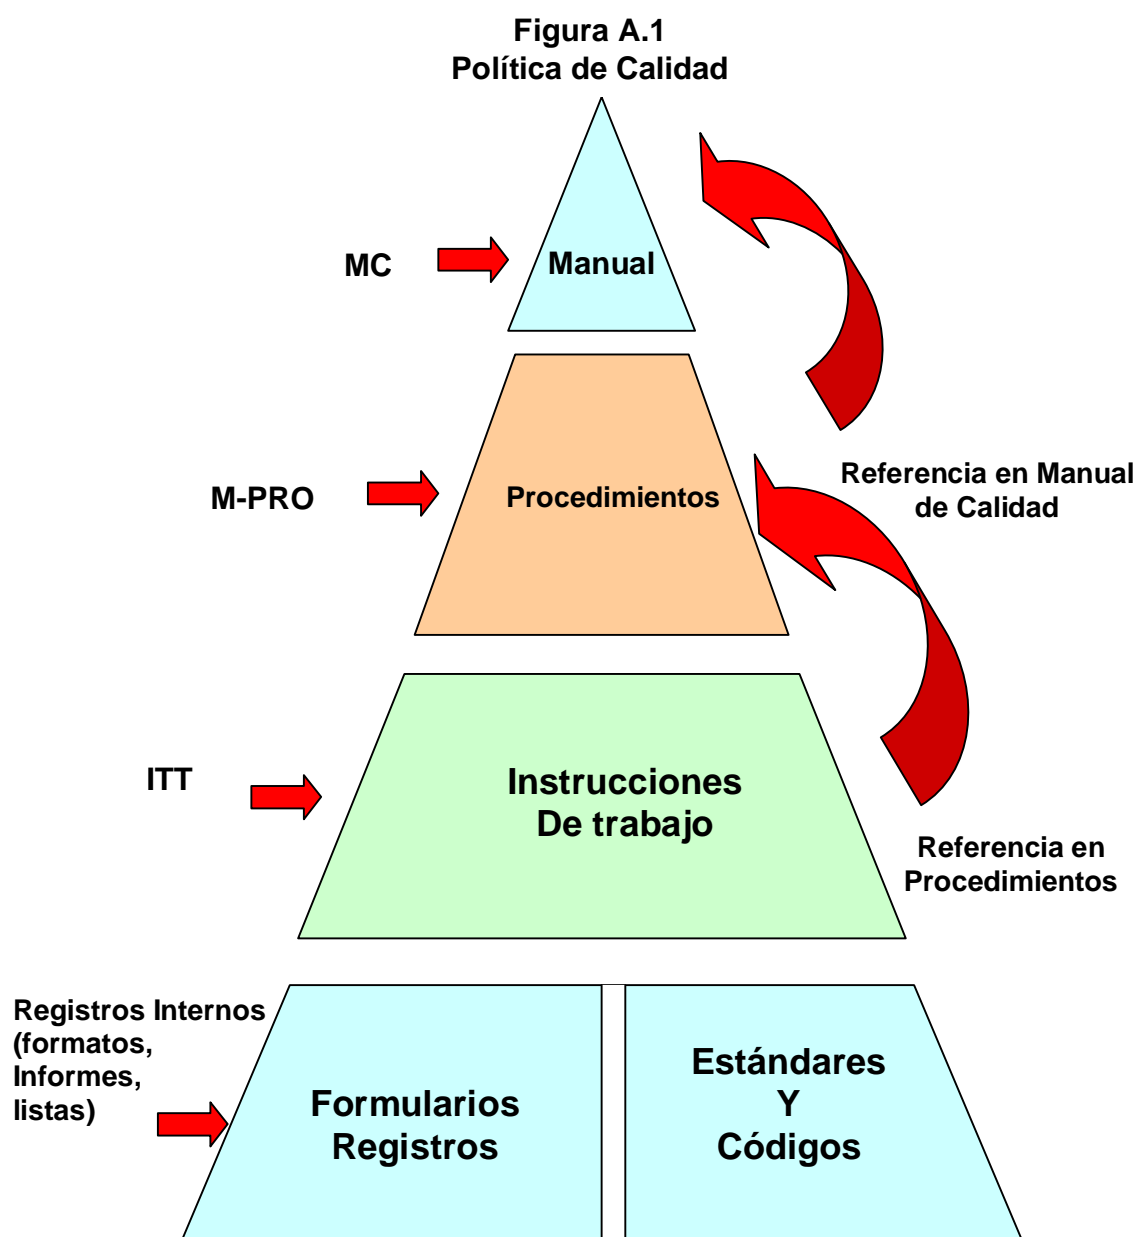 Figura A.1
Política de Calidad
MC
Manual
M-PRO
Procedimientos
Referencia en Manual
de Calidad
ITT
Instrucciones
De trabajo
Referencia en
Procedimientos
Registros Internos
(formatos,
Informes,
listas)
Formularios
Registros
Estándares
Y
Códigos